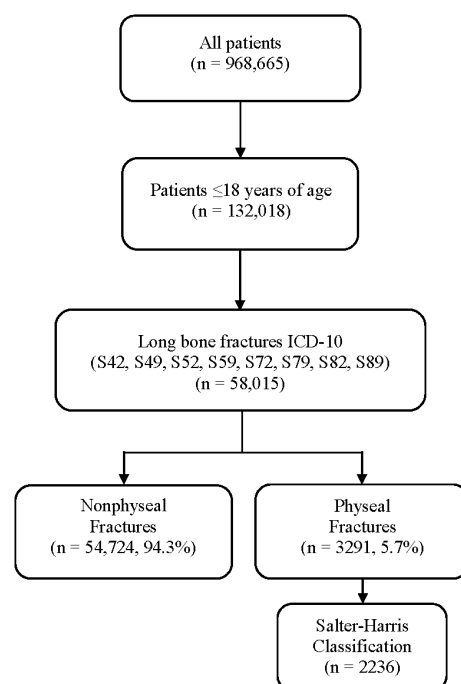 All patients
(n = 968,665)
Patients ≤18 years of age
(n = 132,018)
Long bone fractures ICD-10
(S42, S49, S52, S59, S72, S79, S82, S89)
(n = 58,015)
Nonphyseal
Fractures
(n = 54,724, 94.3%)
Physeal
Fractures
(n = 3291, 5.7%)
Salter-Harris
Classification
(n = 2236)